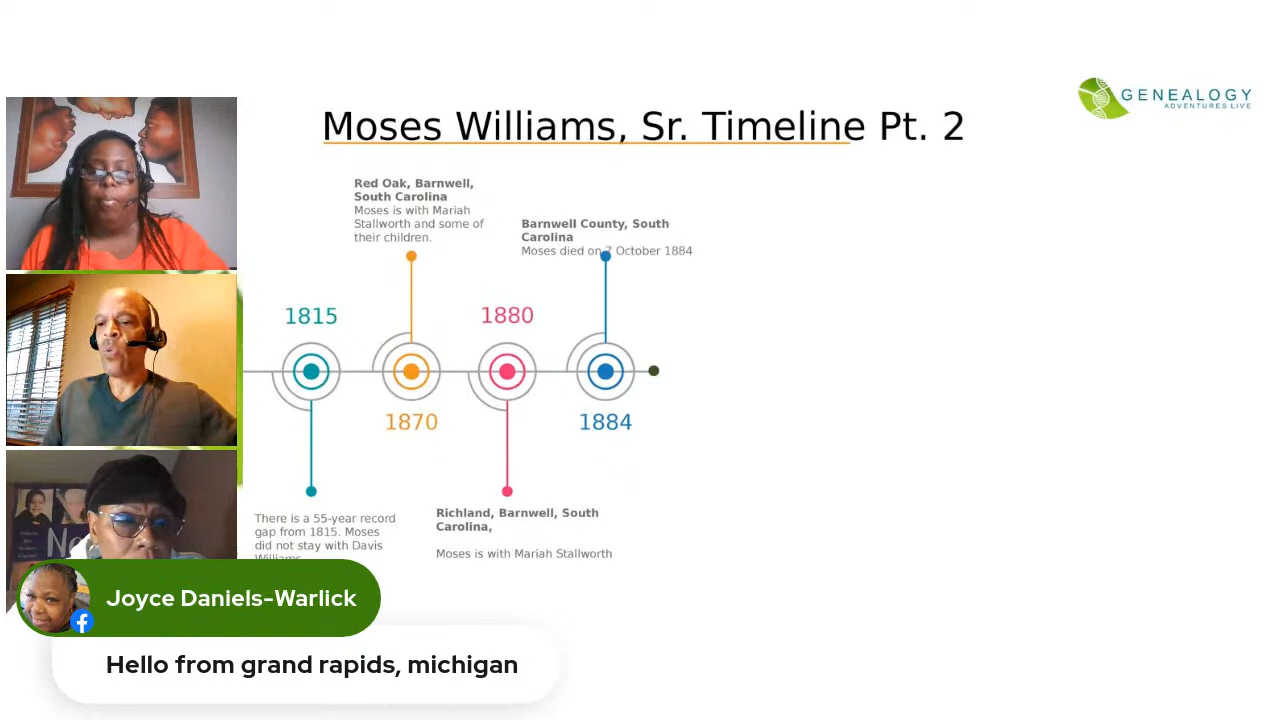 GENEALOGY
ADVENTURES LIVE
Moses Williams, Sr. Timeline Pt. 2
Red Oak, Barnwell,
South Carolina
Moses is with Mariah
Stallworth and some of
their children.
Barnwell County, South
Carolina
Moses died on 7 October 1884
1815
1880
1870
1884
There is a 55-year record
gap from 1815. Moses
did not stay with Davis
Williams
Richland, Barnwell, South
Carolina,
Moses is with Mariah Stallworth
Ne
Joyce Daniels-Warlick
Hello from grand rapids, michigan